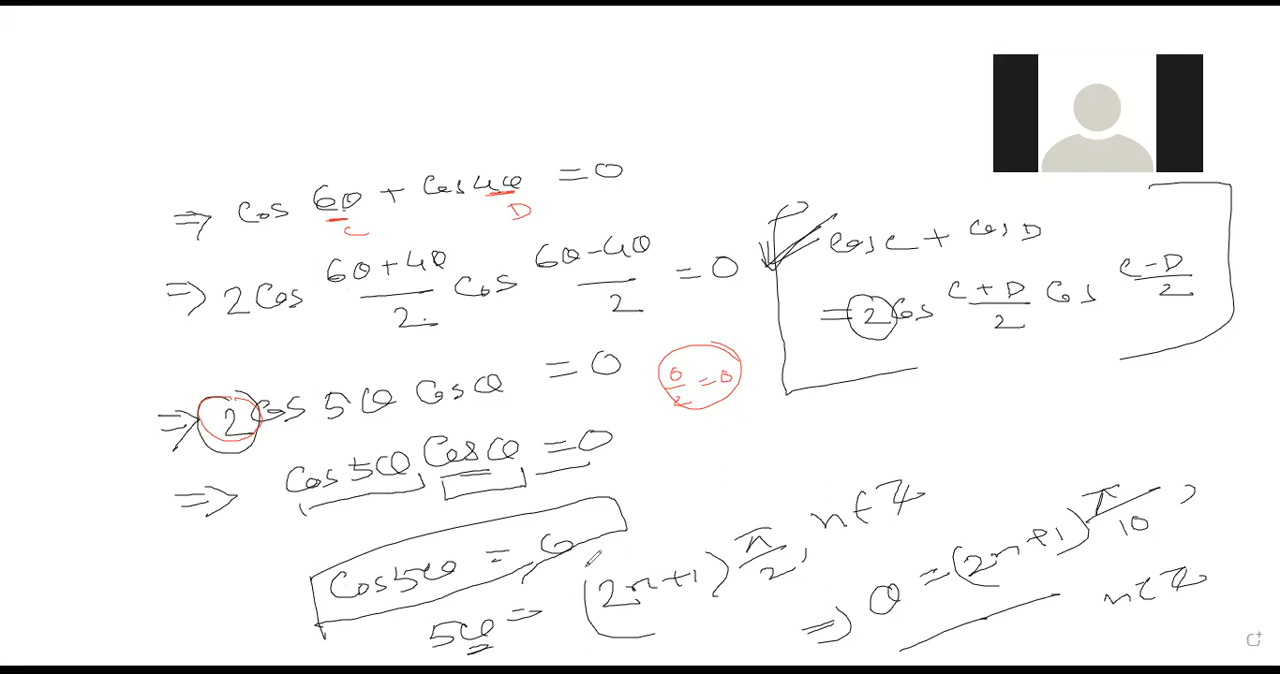 ⇒ Cos 6θ + Cos 4θ = 0
C D
⇒ 2 Cos (6θ + 4θ)/2 Cos (6θ - 4θ)/2 = 0
⇒ 2 Cos 5θ Cos θ = 0
0/2 = 0
⇒ Cos 5θ Cos θ = 0
Cos 5θ = 0
5θ = (2n+1) π/2, n ∈ Z
⇒ θ = (2n+1) π/10, n ∈ Z
Cos C + Cos D
= 2 Cos (C + D)/2 Cos (C - D)/2